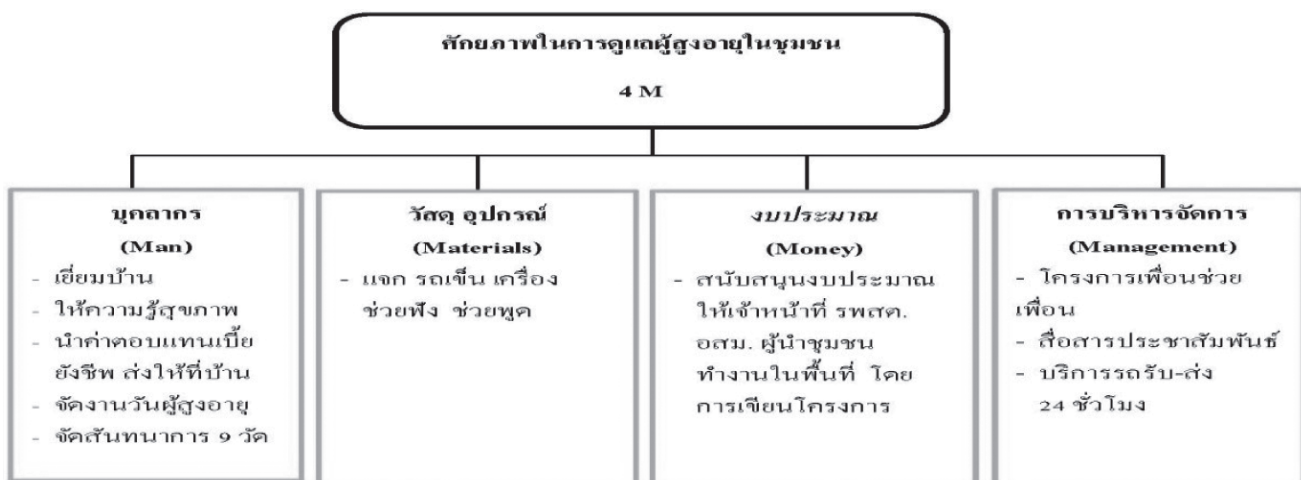 ศักยภาพในการดูแลผู้สูงอายุในชุมชน
4 M
บุคลากร
(Man)
- เยี่ยมบ้าน
- ให้ความรู้สุขภาพ
- นำค่าตอบแทนเบี้ย
ยังชีพ ส่งให้ที่บ้าน
- จัดงานวันผู้สูงอายุ
- จัดสันทนาการ 9 วัด
วัสดุ อุปกรณ์
(Materials)
- แจก รถเข็น เครื่อง
ช่วยฟัง ช่วยพูด
งบประมาณ
(Money)
- สนับสนุนงบประมาณ
ให้เจ้าหน้าที่ รพสต.
อสม. ผู้นำชุมชน
ทำงานในพื้นที่ โดย
การเขียนโครงการ
การบริหารจัดการ
(Management)
- โครงการเพื่อนช่วย
เพื่อน
- สื่อสารประชาสัมพันธ์
- บริการรถรับ-ส่ง
24 ชั่วโมง